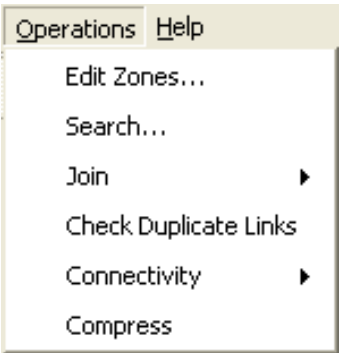 Operations Help
Edit Zones...
Search...
Join
Check Duplicate Links
Connectivity
Compress